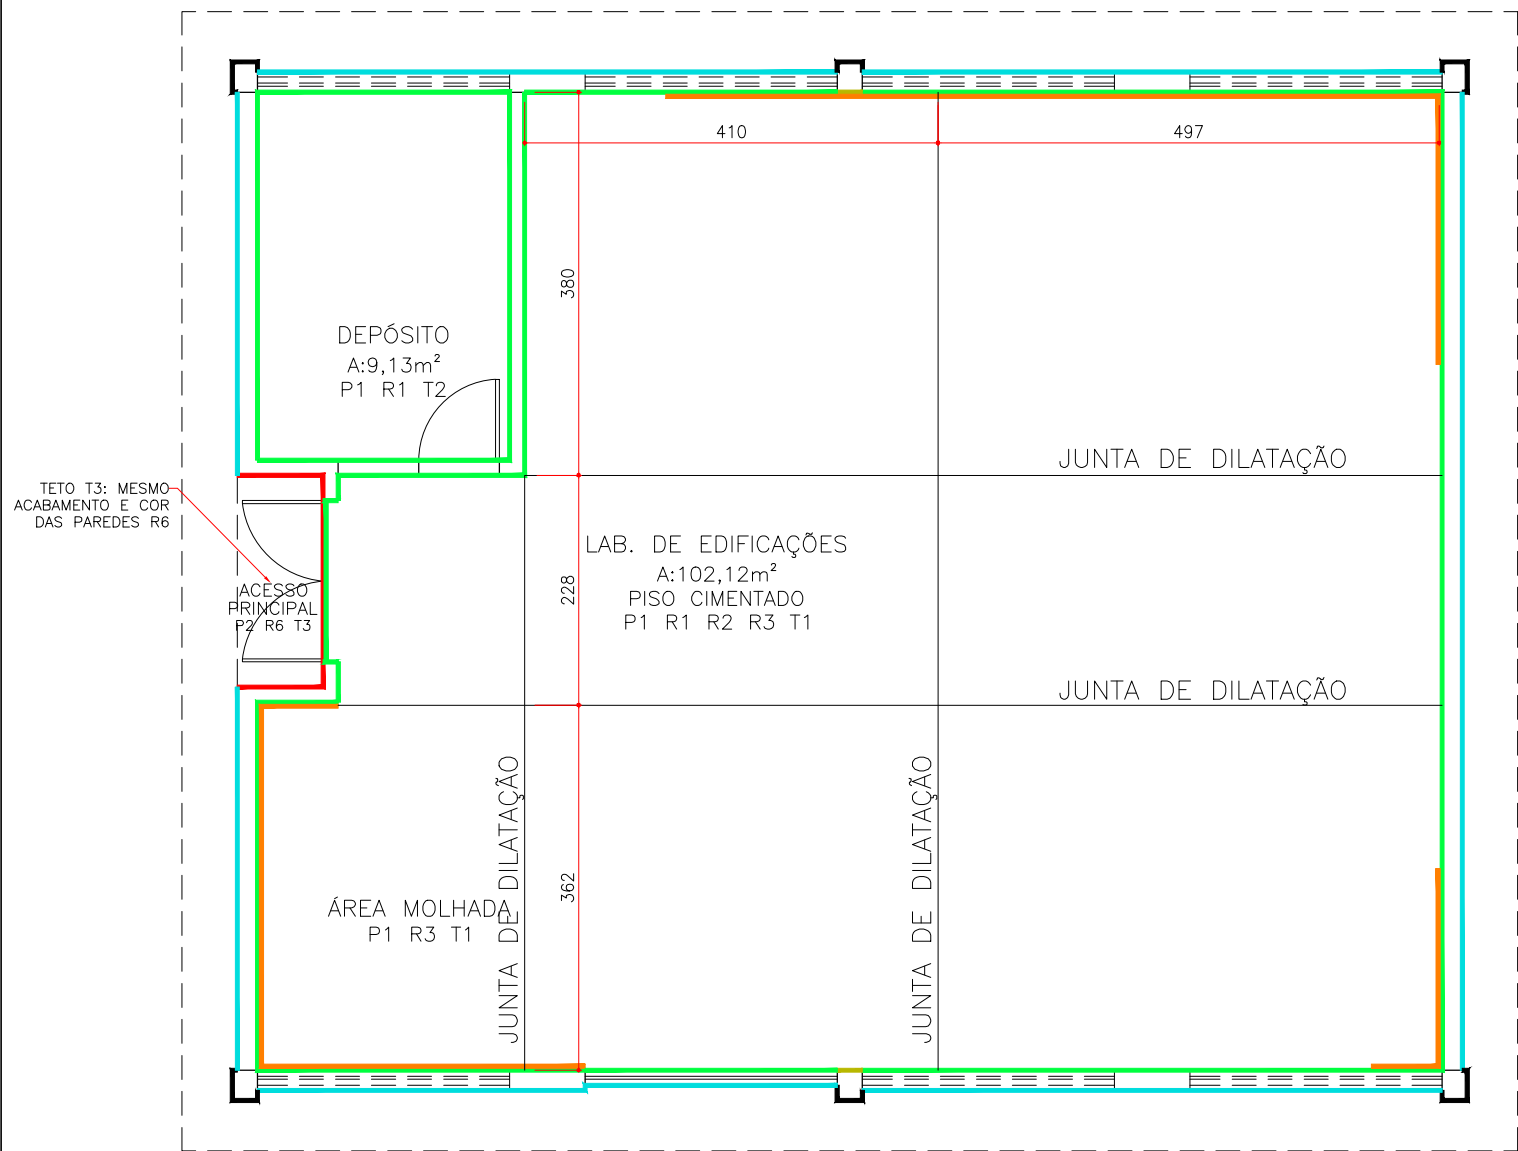 410
497
380
DEPÓSITO
A:9,13m²
P1 R1 T2
JUNTA DE DILATAÇÃO
TETO T3: MESMO
ACABAMENTO E COR
DAS PAREDES R6
LAB. DE EDIFICAÇÕES
A:102,12m²
PISO CIMENTADO
P1 R1 R2 R3 T1
228
ACESSO
PRINCIPAL
P2 R6 T3
JUNTA DE DILATAÇÃO
JUNTA DE DILATAÇÃO
JUNTA DE DILATAÇÃO
362
ÁREA MOLHADA
P1 R3 T1